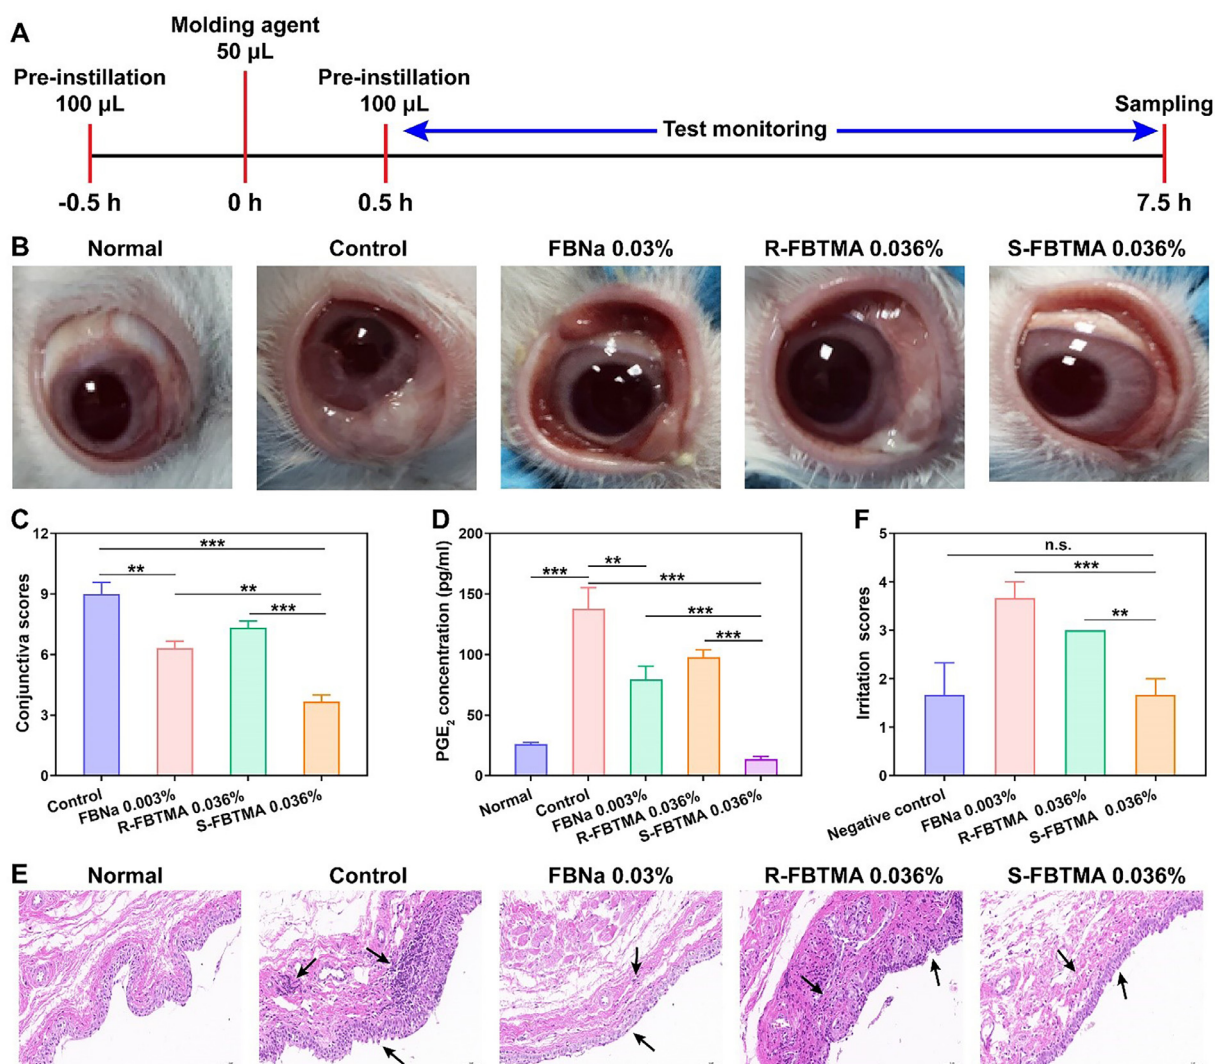 A
Molding agent
50 µL
Pre-instillation
100 µL
Pre-instillation
100 µL
Test monitoring
Sampling
-0.5 h
0 h
0.5 h
7.5 h
B
Normal
Control
FBNa 0.03%
R-FBTMA 0.036%
S-FBTMA 0.036%
C
Conjunctiva scores
12
9
6
3
0
***
**
**
***
Control
FBNa 0.003%
R-FBTMA 0.036%
S-FBTMA 0.036%
D
PGE2 concentration (pg/ml)
200
150
100
50
0
***
**
***
***
***
Normal
Control
FBNa 0.003%
R-FBTMA 0.036%
S-FBTMA 0.036%
F
Irritation scores
5
4
3
2
1
0
n.s.
***
**
Negative control
FBNa 0.003%
R-FBTMA 0.036%
S-FBTMA 0.036%
E
Normal
Control
FBNa 0.03%
R-FBTMA 0.036%
S-FBTMA 0.036%